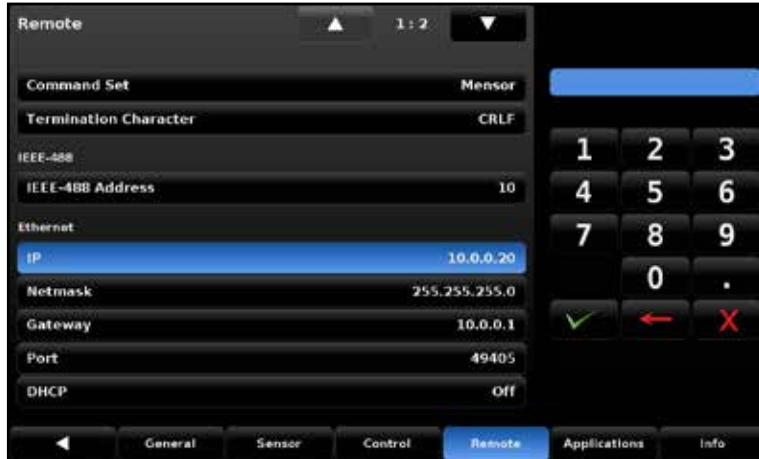 Remote 1:2
Command Set Mensor
Termination Character CRLF
IEEE-488
IEEE-488 Address 10
Ethernet
IP 10.0.0.20
Netmask 255.255.255.0
Gateway 10.0.0.1
Port 49405
DHCP Off
1 2 3
4 5 6
7 8 9
0 .
General Sensor Control Remote Applications Info